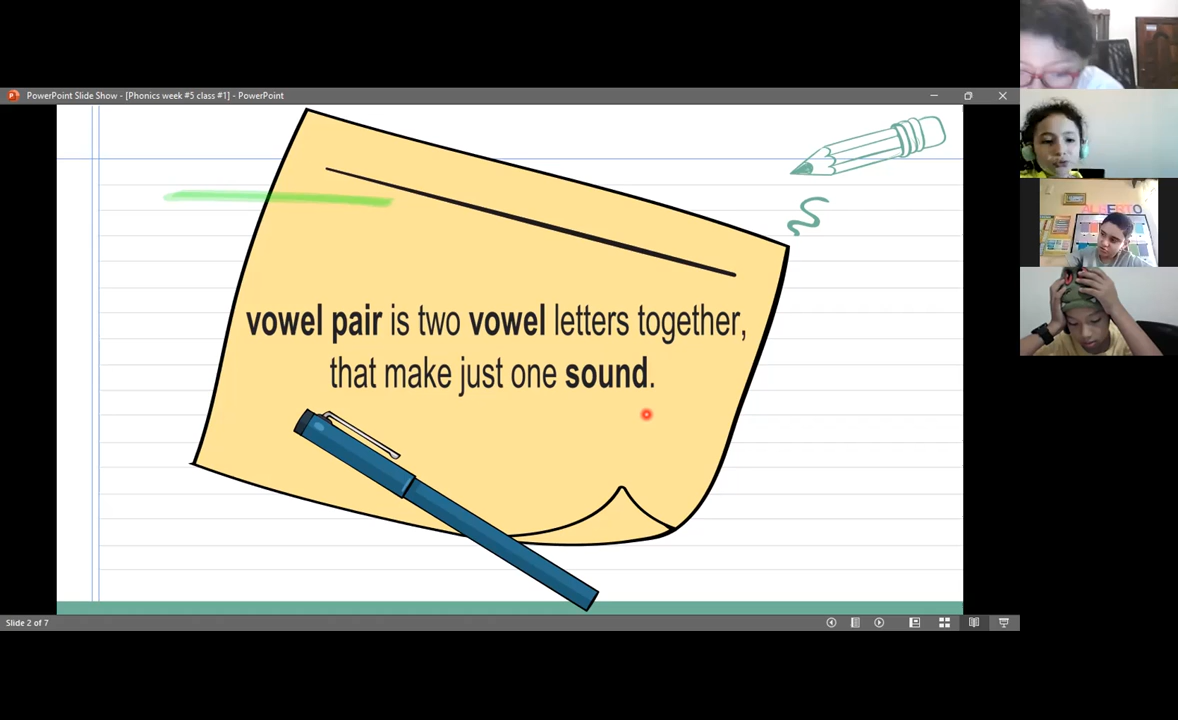 PowerPoint Slide Show - [Phonics week #5 class #1] - PowerPoint
vowel pair is two vowel letters together,
that make just one sound.
ALBERTO
Slide 2 of 7